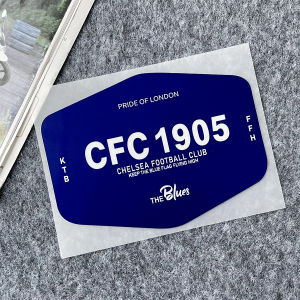 PRIDE OF LONDON
CFC 1905
CHELSEA FOOTBALL CLUB
KEEP THE BLUE FLAG FLYING HIGH
KTB
FFH
THE Blues